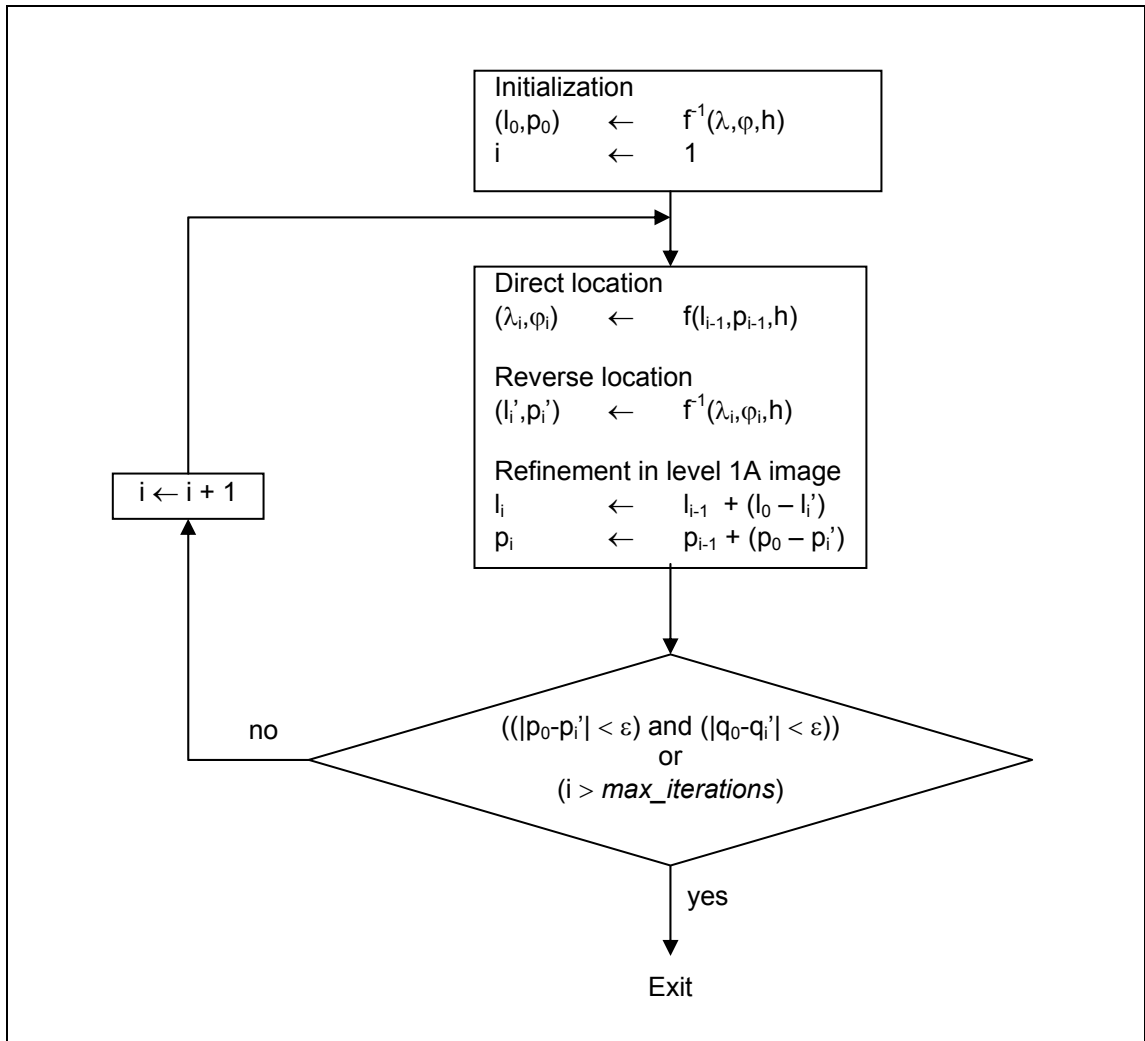 Initialization
(l₀,p₀) ← f⁻¹(λ,φ,h)
i ← 1
Direct location
(λᵢ,φᵢ) ← f(lᵢ₋₁,pᵢ₋₁,h)
Reverse location
(lᵢ’,pᵢ’) ← f⁻¹(λᵢ,φᵢ,h)
Refinement in level 1A image
lᵢ ← lᵢ₋₁ + (l₀ – lᵢ’)
pᵢ ← pᵢ₋₁ + (p₀ – pᵢ’)
i ← i + 1
no
((|p₀-pᵢ’| < ε) and (|q₀-qᵢ’| < ε))
or
(i > max_iterations)
yes
Exit